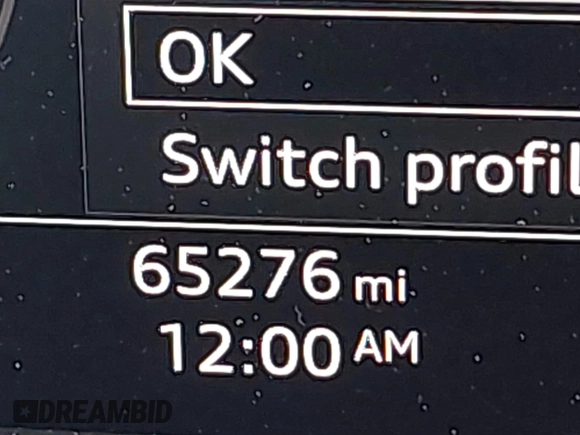 OK
Switch profil
65276 mi
12:00 AM
DREAMBID